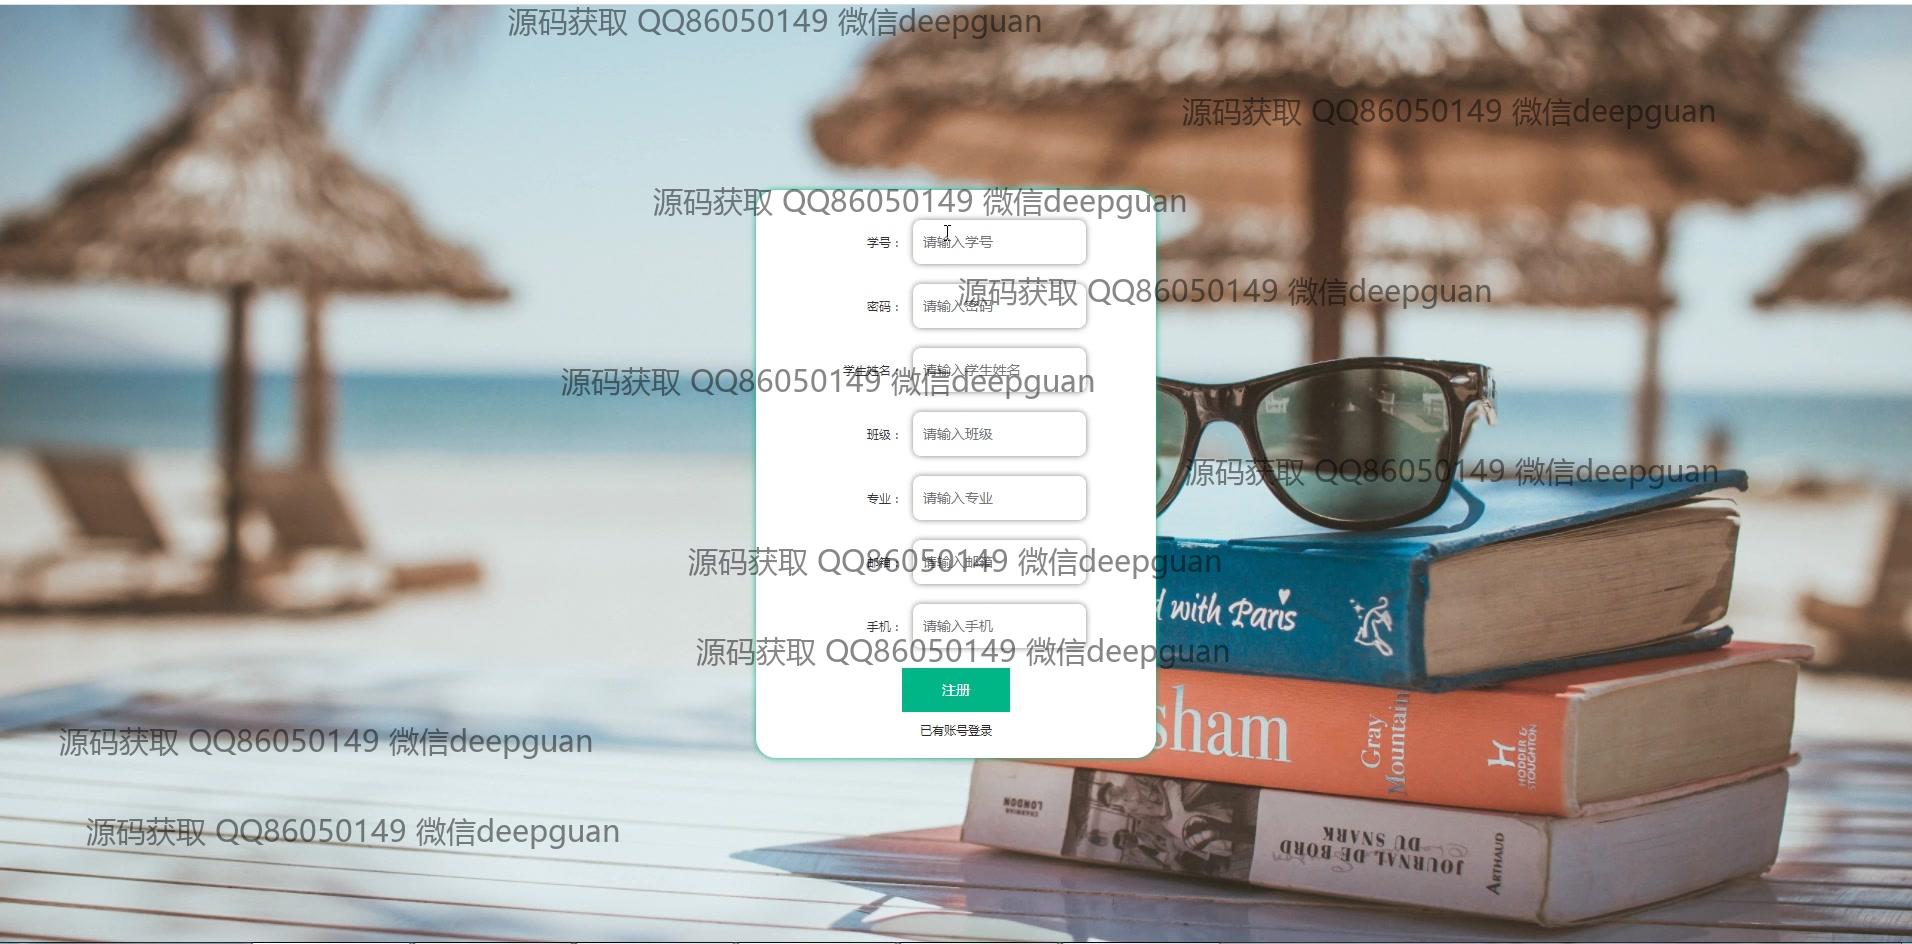 源码获取 QQ86050149 微信deepguan
源码获取 QQ86050149 微信deepguan
源码获取 QQ86050149 微信deepguan
学号：
请输入学号
源码获取 QQ86050149 微信deepguan
密码：
请输入密码
学生姓名：
请输入学生姓名
源码获取 QQ86050149 微信deepguan
班级：
请输入班级
源码获取 QQ86050149 微信deepguan
专业：
请输入专业
源码获取 QQ86050149 微信deepguan
邮箱：
请输入邮箱
d with Paris
手机：
请输入手机
源码获取 QQ86050149 微信deepguan
注册
已有账号登录
sham
Gray
Mountain
HODDER &
STOUGHTON
源码获取 QQ86050149 微信deepguan
源码获取 QQ86050149 微信deepguan
CHARMIAN
LONDON
JOURNAL DE BORD
DU SNARK
ARTHAUD